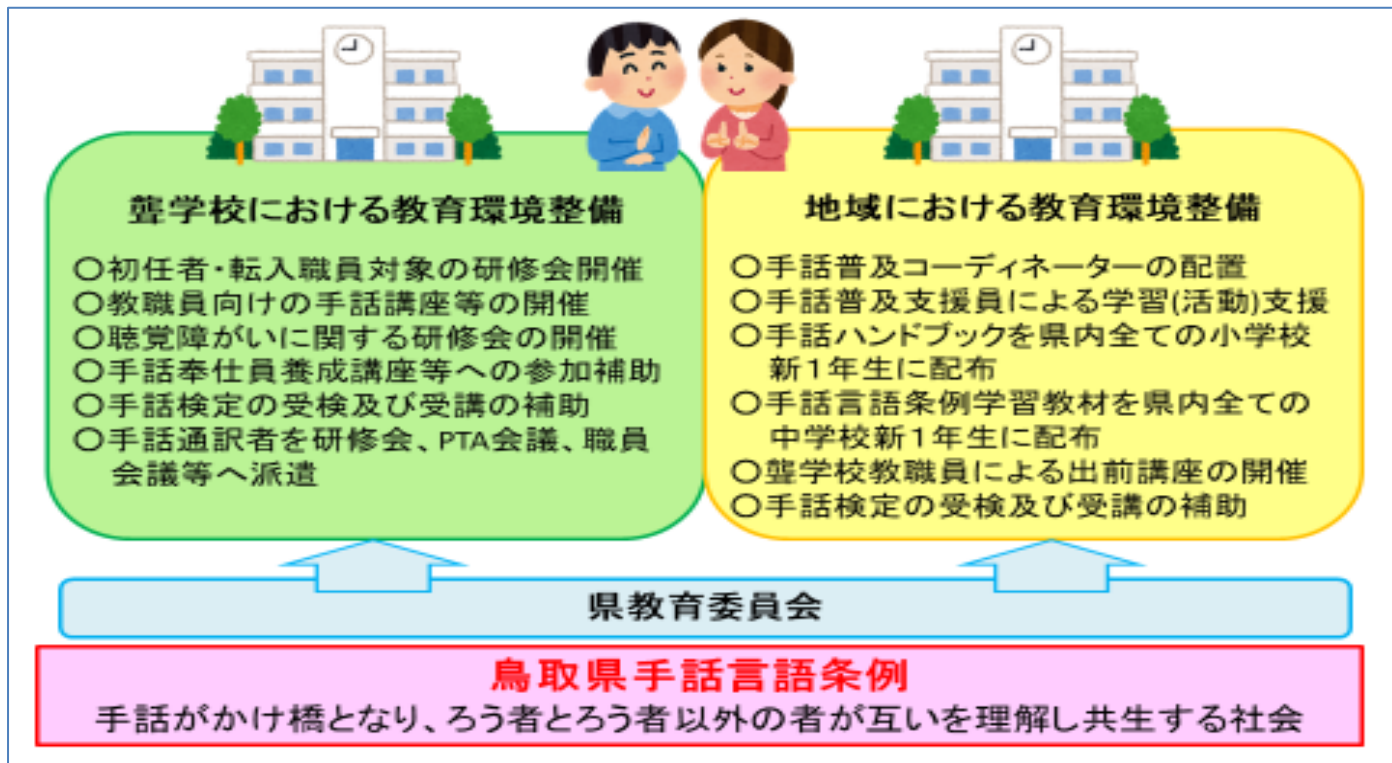 聾学校における教育環境整備
〇初任者・転入職員対象の研修会開催
〇教職員向けの手話講座等の開催
〇聴覚障がいに関する研修会の開催
〇手話奉仕員養成講座等への参加補助
〇手話検定の受検及び受講の補助
〇手話通訳者を研修会、PTA会議、職員
会議等へ派遣
地域における教育環境整備
〇手話普及コーディネーターの配置
〇手話普及支援員による学習(活動)支援
〇手話ハンドブックを県内全ての小学校
新1年生に配布
〇手話言語条例学習教材を県内全ての
中学校新1年生に配布
〇聾学校教職員による出前講座の開催
〇手話検定の受検及び受講の補助
県教育委員会
鳥取県手話言語条例
手話がかけ橋となり、ろう者とろう者以外の者が互いを理解し共生する社会